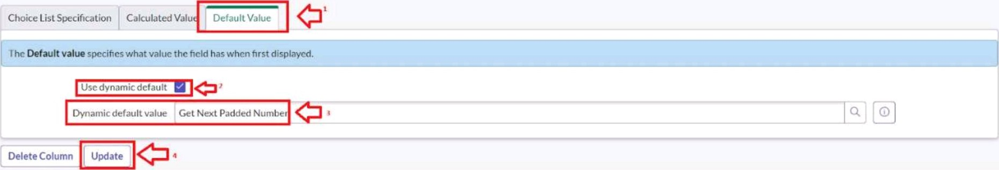 Choice List Specification Calculated Value Default Value 1
The Default value specifies what value the field has when first displayed.
Use dynamic default 2
Dynamic default value Get Next Padded Number 3
Delete Column Update 4